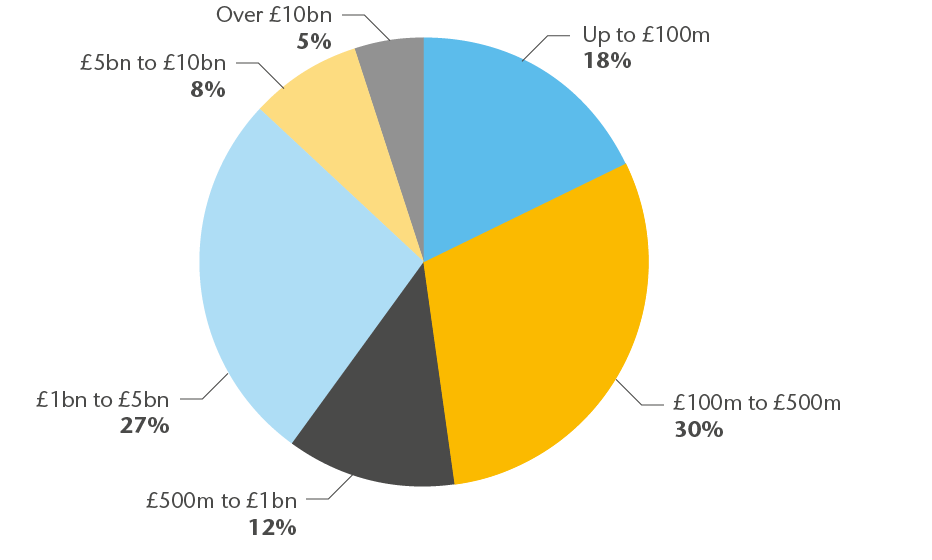 Over £10bn
5%
Up to £100m
18%
£5bn to £10bn
8%
£1bn to £5bn
27%
£100m to £500m
30%
£500m to £1bn
12%